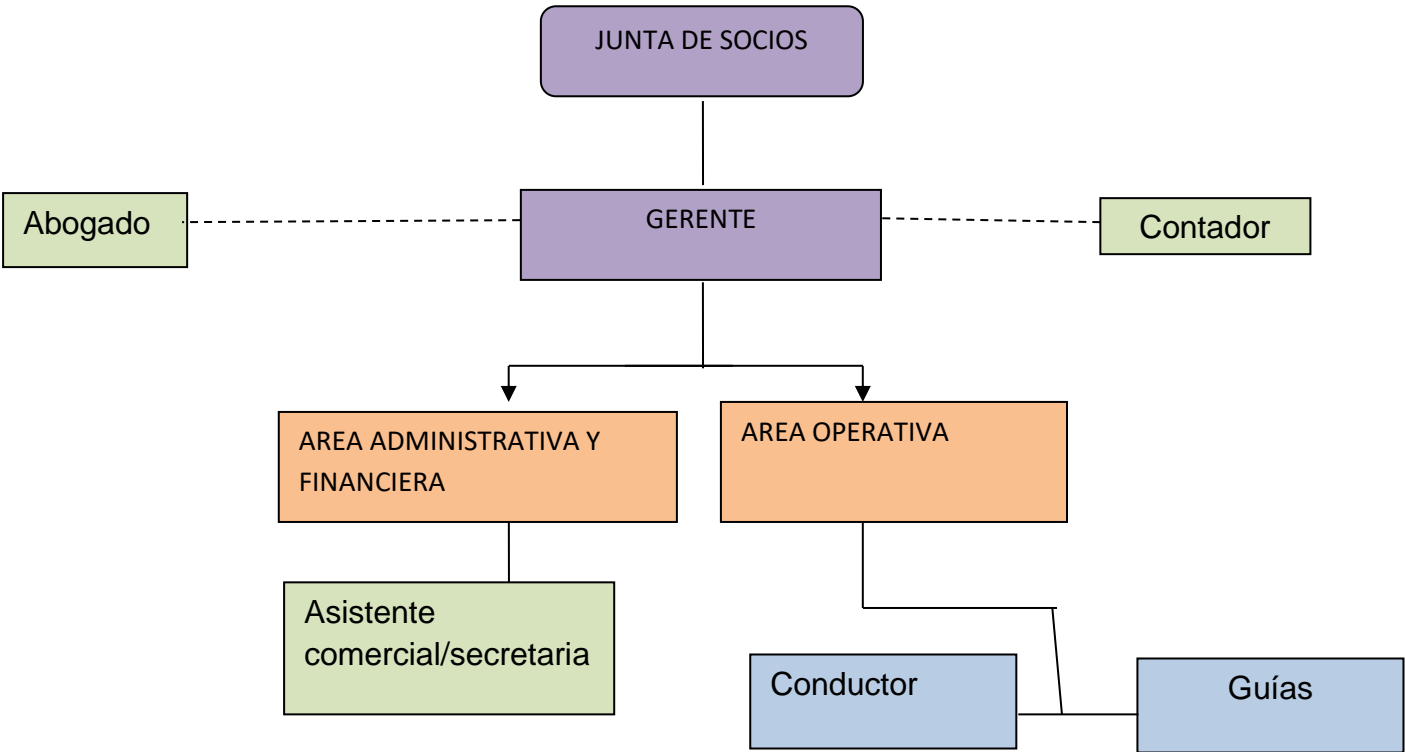 JUNTA DE SOCIOS
Abogado
GERENTE
Contador
AREA ADMINISTRATIVA Y
FINANCIERA
AREA OPERATIVA
Asistente
comercial/secretaria
Conductor
Guías